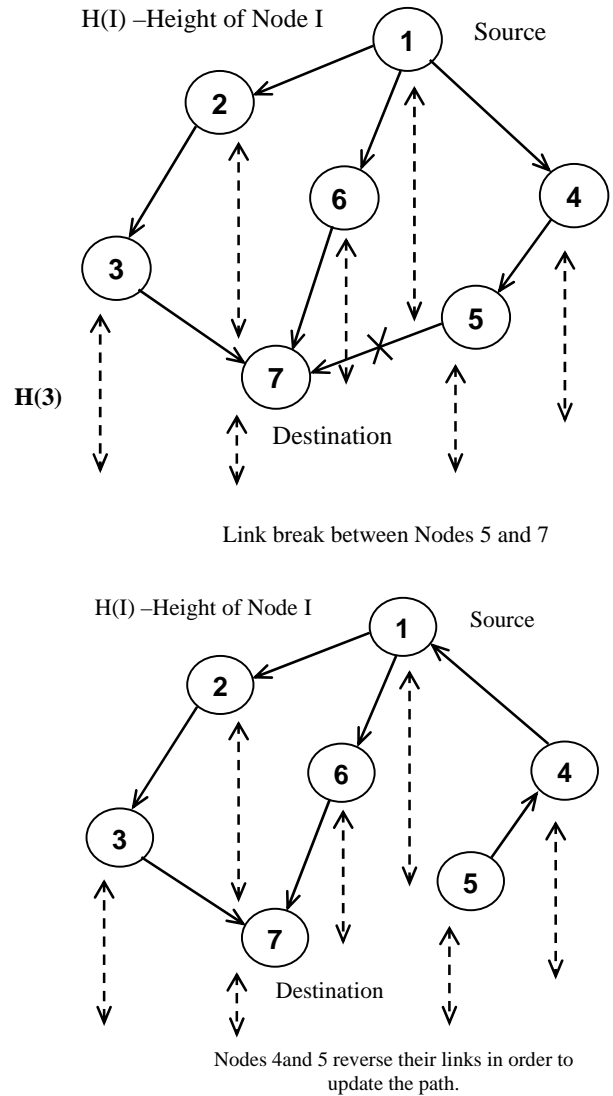 H(I) –Height of Node I
1
Source
2
6
4
3
5
7
H(3)
Destination
Link break between Nodes 5 and 7
H(I) –Height of Node I
1
Source
2
6
4
3
5
7
Destination
Nodes 4and 5 reverse their links in order to
update the path.